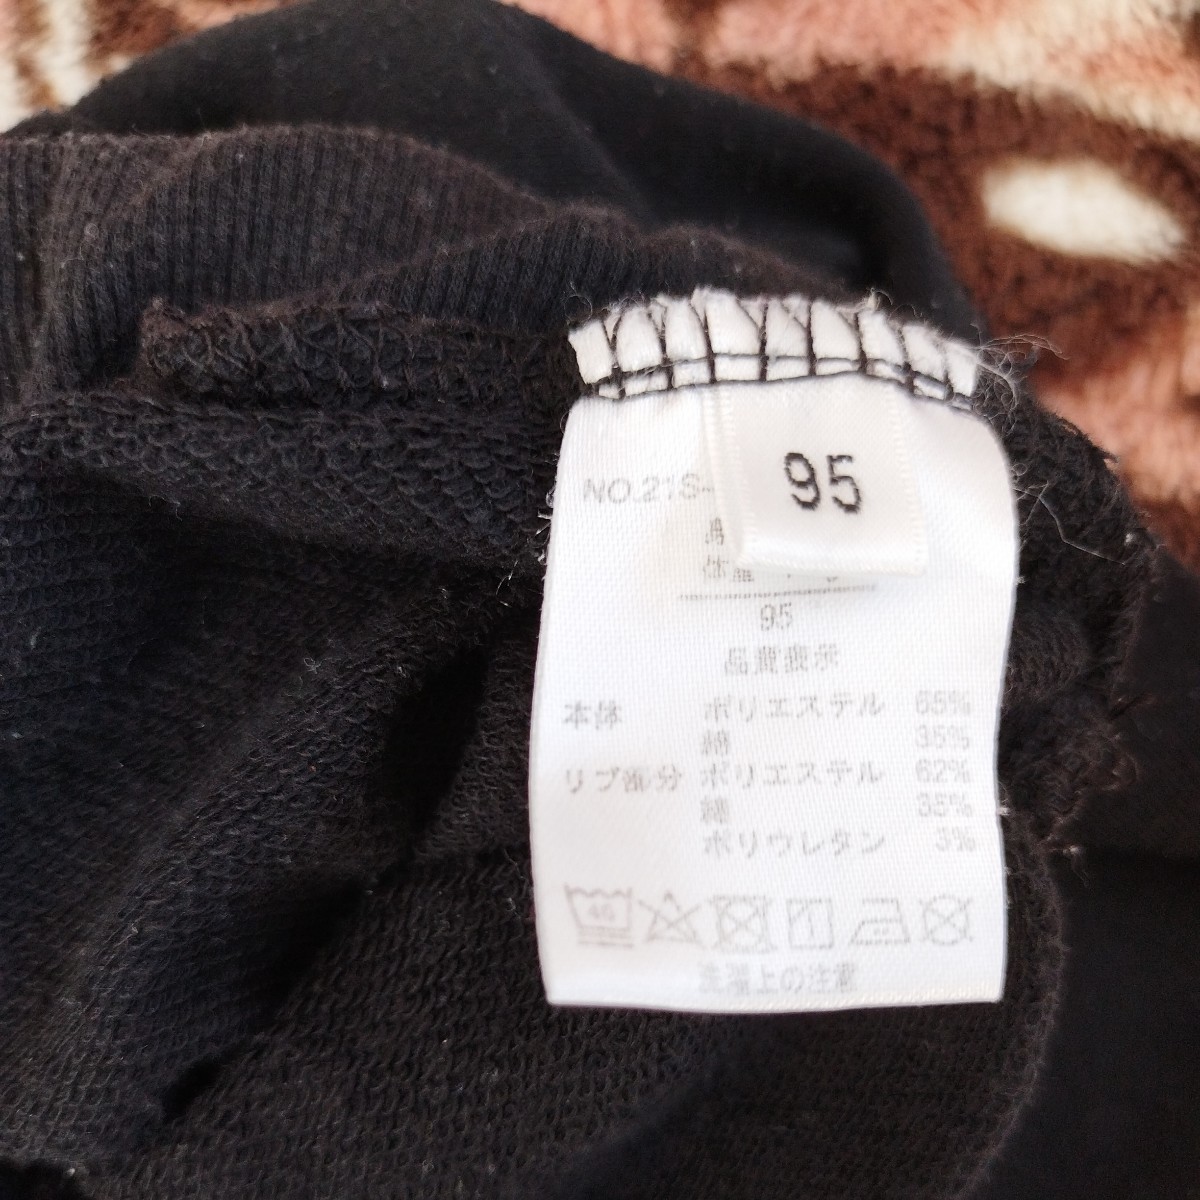 95
NO.21S-
身
体重
95
品質表示
本体 ポリエステル 65%
綿 35%
リブ部分 ポリエステル 62%
綿 35%
ポリウレタン 3%
40
洗濯上の注意